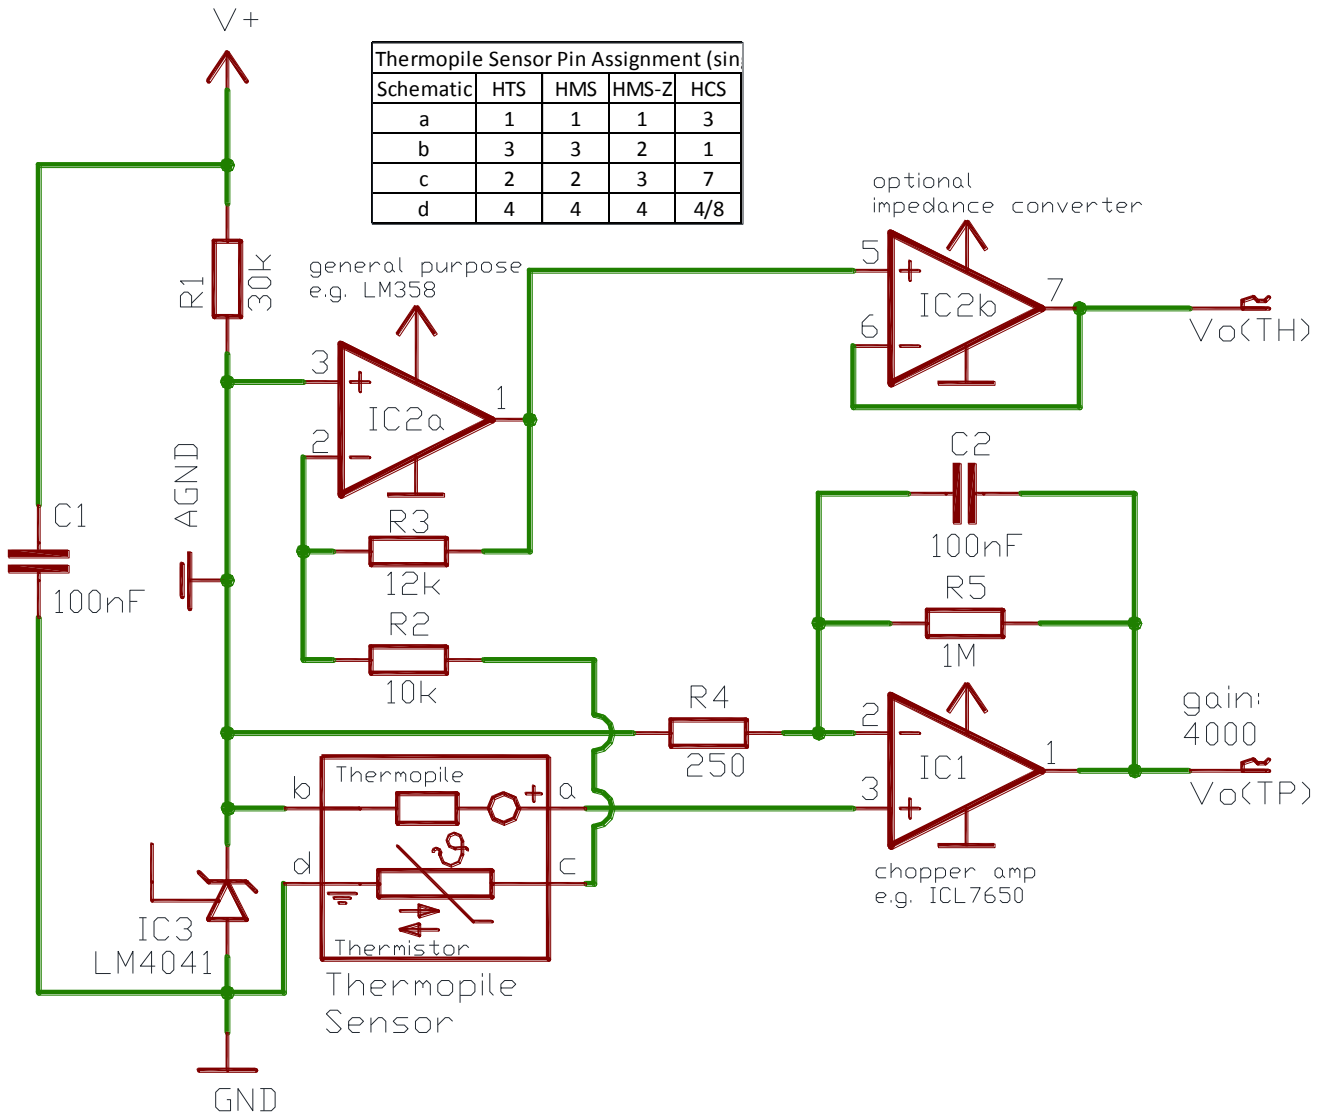 V+
Thermopile Sensor Pin Assignment (sin
Schematic HTS HMS HMS-Z HCS
a 1 1 1 3
b 3 3 2 1
c 2 2 3 7
d 4 4 4 4/8
optional
impedance converter
R1
30k
general purpose
e.g. LM358
5
+
IC2b
7
6
−
Vo(TH)
3
+
IC2a
1
2
−
AGND
C1
100nF
R3
12k
R2
10k
C2
100nF
R5
1M
R4
250
2
−
IC1
1
3
+
gain:
4000
Vo(TP)
chopper amp
e.g. ICL7650
Thermopile
b + a
d ϑ c
Thermistor
Thermopile
Sensor
IC3
LM4041
GND